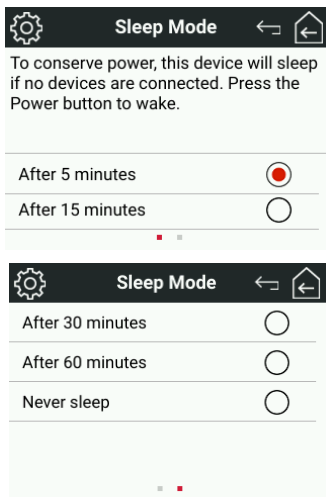 Sleep Mode
To conserve power, this device will sleep
if no devices are connected. Press the
Power button to wake.
After 5 minutes
After 15 minutes
Sleep Mode
After 30 minutes
After 60 minutes
Never sleep